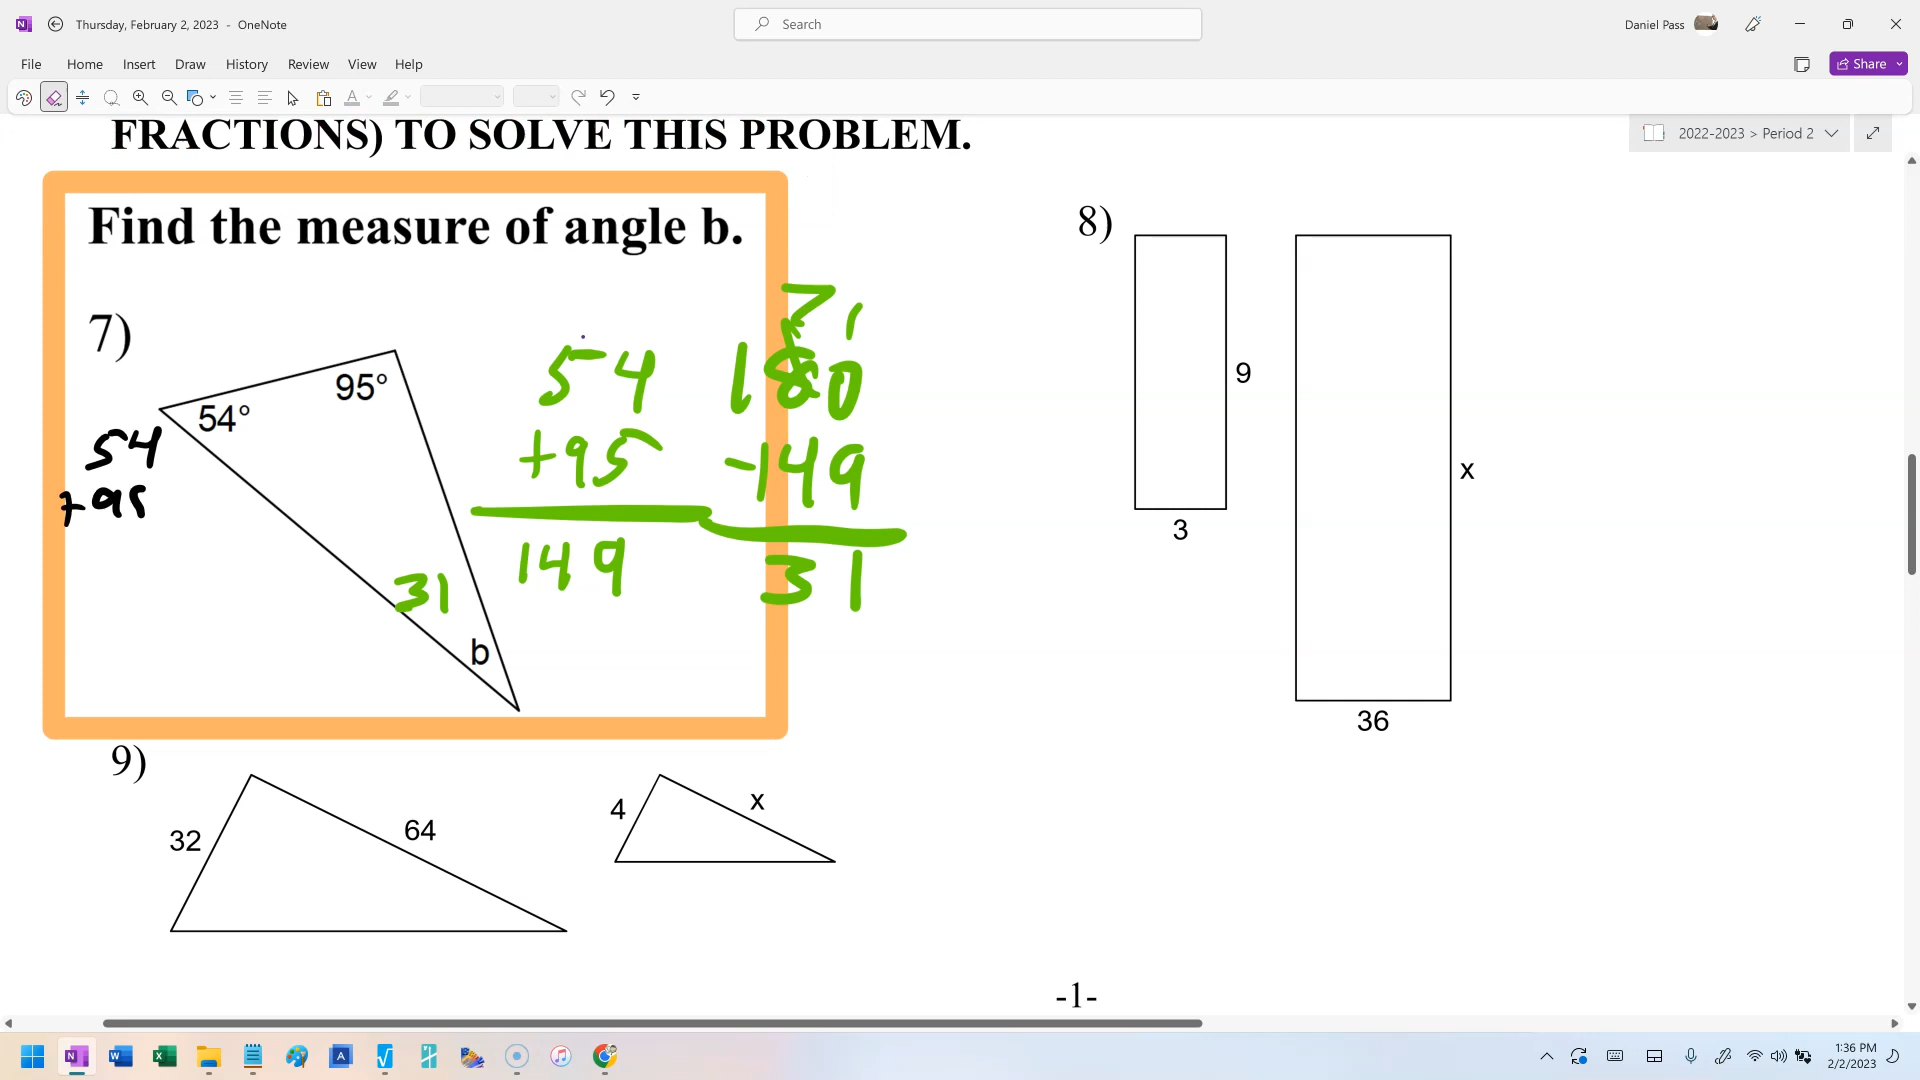 Thursday, February 2, 2023 - OneNote
Search
Daniel Pass
File Home Insert Draw History Review View Help
Share
FRACTIONS) TO SOLVE THIS PROBLEM.
2022-2023 > Period 2
Find the measure of angle b.
7)
95°
54°
b
31
54
+95
54
+95
149
7 1
180
-149
31
8)
9
3
x
36
9)
32
64
4
x
-1-
1:36 PM
2/2/2023